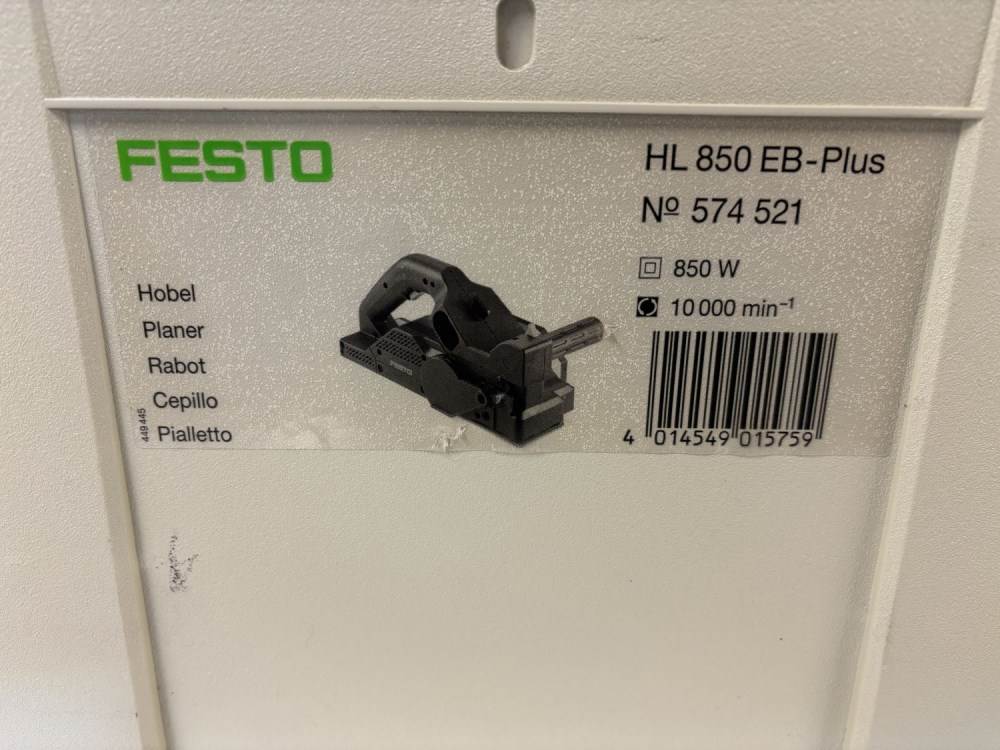 FESTO
HL 850 EB-Plus
Nº 574 521
850 W
10 000 min⁻¹
Hobel
Planer
Rabot
Cepillo
Pialletto
449 445
FESTO
4 014549 015759